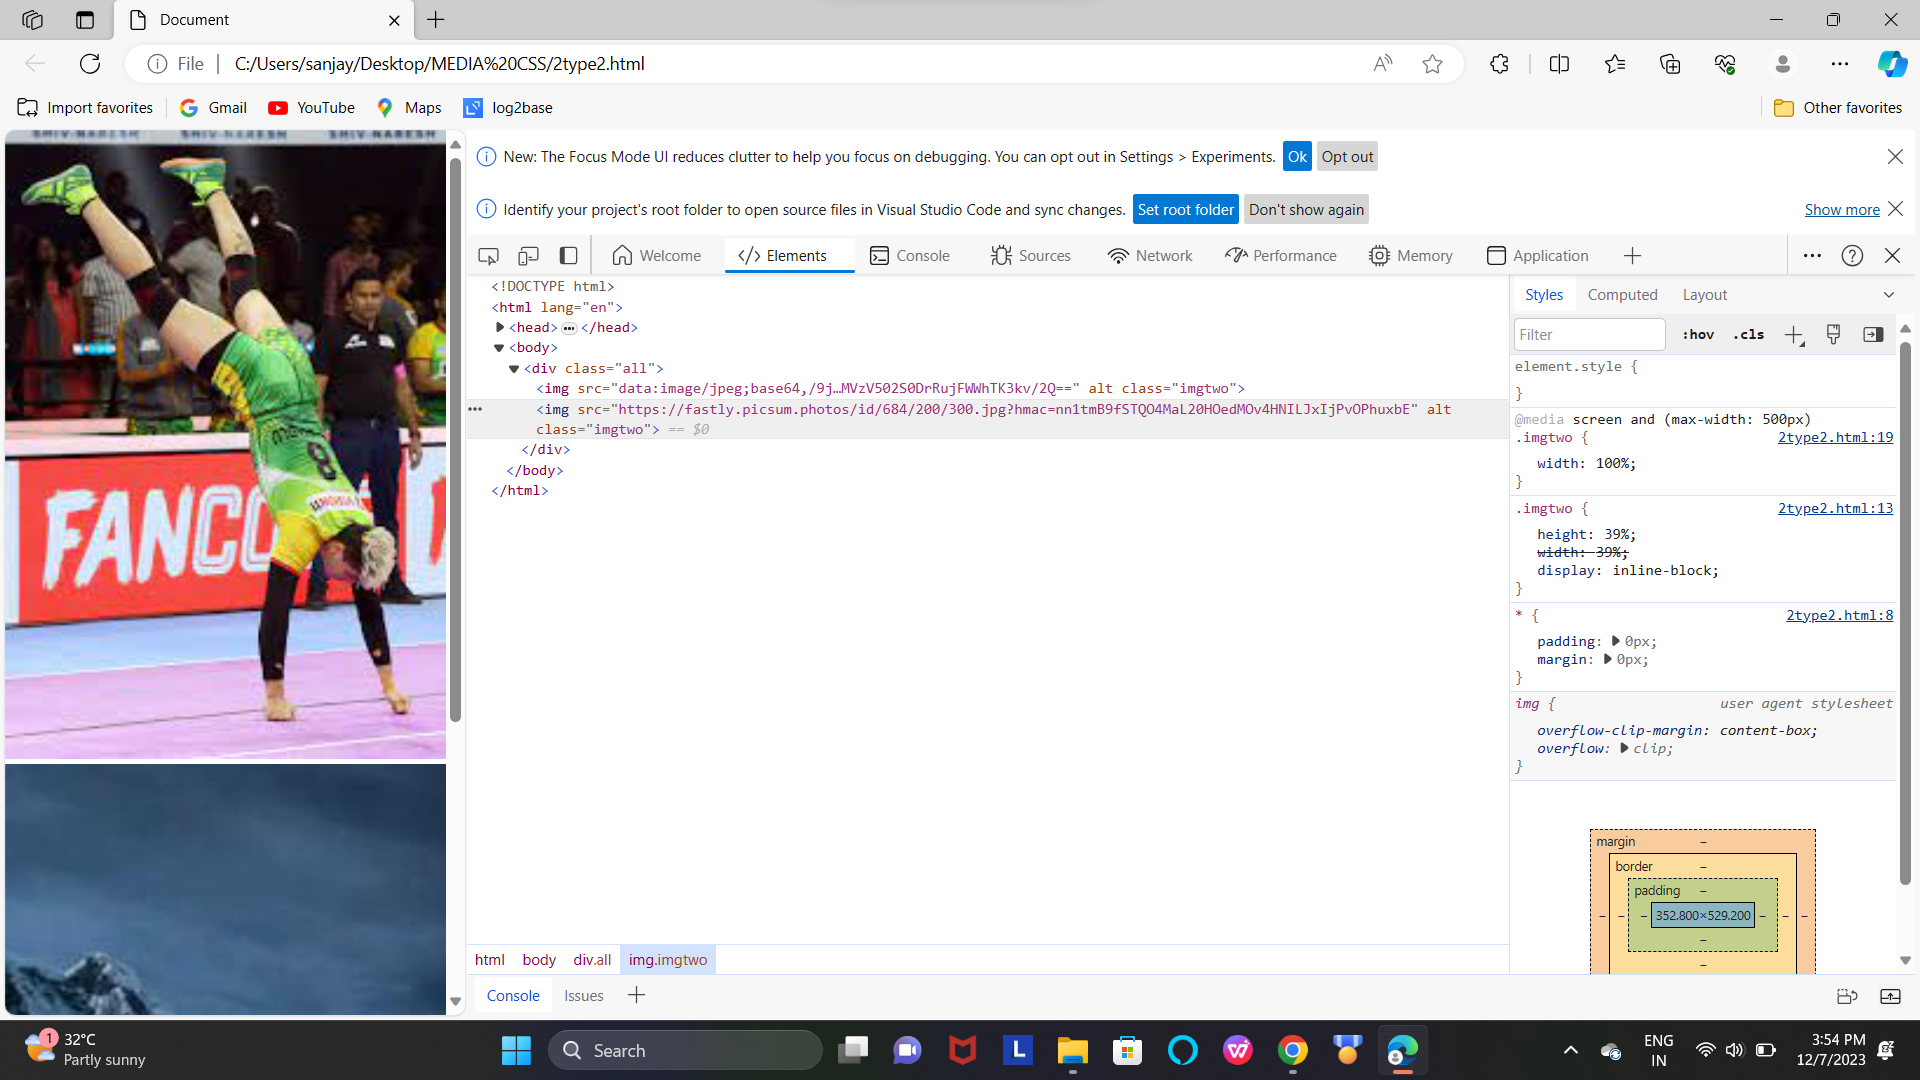 Document
File
C:/Users/sanjay/Desktop/MEDIA%20CSS/2type2.html
Import favorites
Gmail
YouTube
Maps
log2base
Other favorites
SHIV-NARESH SHIV-NARESH SHIV-NARESH
FANCO
8
New: The Focus Mode UI reduces clutter to help you focus on debugging. You can opt out in Settings > Experiments. Ok Opt out
Identify your project's root folder to open source files in Visual Studio Code and sync changes. Set root folder Don't show again Show more
Welcome </> Elements Console Sources Network Performance Memory Application
<!DOCTYPE html>
<html lang="en">
<head> ••• </head>
<body>
<div class="all">
<img src="data:image/jpeg;base64,/9j…MVzV502S0DrRujFWWhTK3kv/2Q==" alt class="imgtwo">
<img src="https://fastly.picsum.photos/id/684/200/300.jpg?hmac=nn1tmB9fSTQO4MaL20HOedMOv4HNILJxIjPvOPhuxbE" alt
class="imgtwo"> == $0
</div>
</body>
</html>
html body div.all img.imgtwo
Console Issues
Styles Computed Layout
Filter :hov .cls
element.style {
}
@media screen and (max-width: 500px)
.imgtwo { 2type2.html:19
width: 100%;
}
.imgtwo { 2type2.html:13
height: 39%;
width: 39%;
display: inline-block;
}
* { 2type2.html:8
padding: 0px;
margin: 0px;
}
img { user agent stylesheet
overflow-clip-margin: content-box;
overflow: clip;
}
margin –
border –
padding –
– – – 352.800×529.200 – – –
–
–
1
32°C
Partly sunny
Search
L
ENG
IN
3:54 PM
12/7/2023